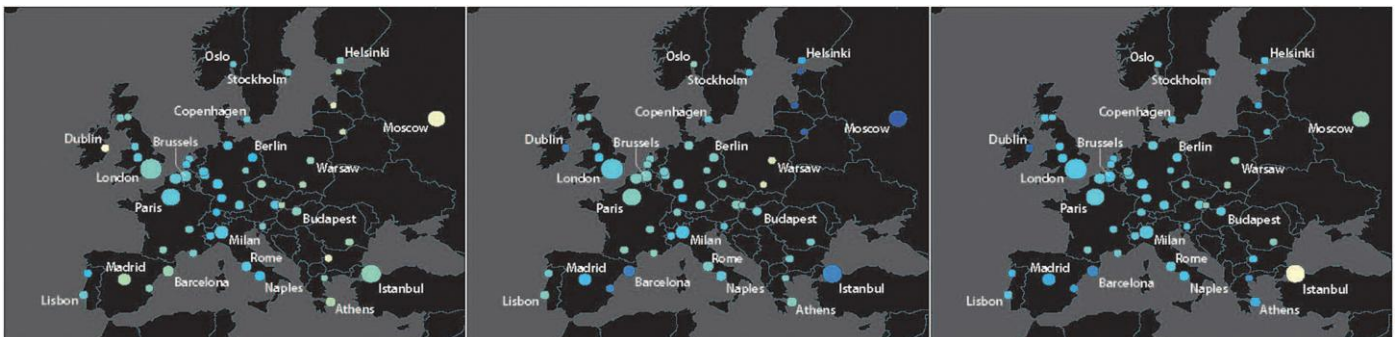 Oslo
Helsinki
Stockholm
Copenhagen
Moscow
Dublin
Brussels
Berlin
London
Warsaw
Paris
Budapest
Milan
Madrid
Rome
Barcelona
Istanbul
Lisbon
Naples
Athens
Oslo
Helsinki
Stockholm
Copenhagen
Moscow
Dublin
Brussels
Berlin
London
Warsaw
Paris
Budapest
Milan
Madrid
Rome
Barcelona
Istanbul
Lisbon
Naples
Athens
Oslo
Helsinki
Stockholm
Copenhagen
Moscow
Dublin
Brussels
Berlin
London
Warsaw
Paris
Budapest
Milan
Madrid
Rome
Barcelona
Istanbul
Lisbon
Naples
Athens